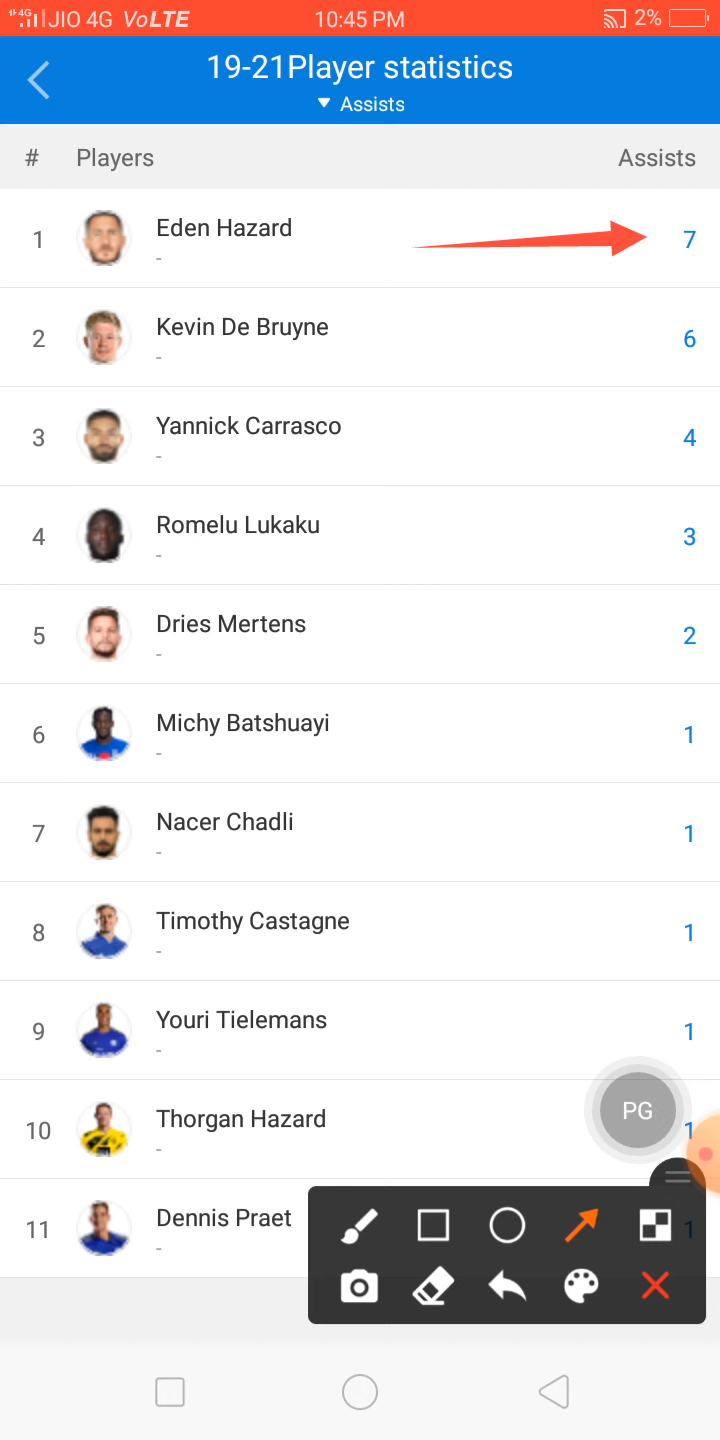 4G JIO 4G VoLTE 10:45 PM 2%
19-21Player statistics
▼ Assists
# Players Assists
1 Eden Hazard 7
-
2 Kevin De Bruyne 6
-
3 Yannick Carrasco 4
-
4 Romelu Lukaku 3
-
5 Dries Mertens 2
-
6 Michy Batshuayi 1
-
7 Nacer Chadli 1
-
8 Timothy Castagne 1
-
9 Youri Tielemans 1
-
PG
10 Thorgan Hazard 1
-
11 Dennis Praet 1
-